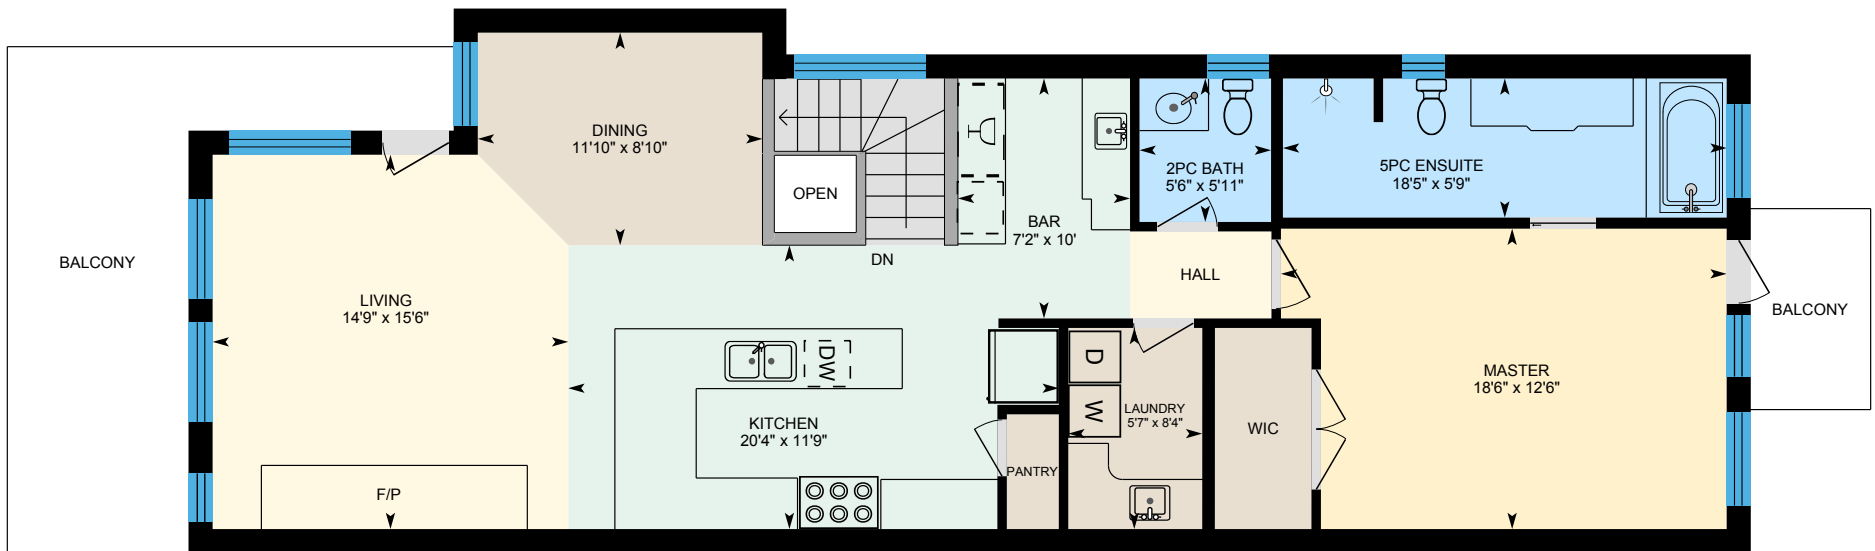 DINING
11'10" x 8'10"
OPEN
DN
BAR
7'2" x 10'
2PC BATH
5'6" x 5'11"
5PC ENSUITE
18'5" x 5'9"
BALCONY
LIVING
14'9" x 15'6"
HALL
BALCONY
DW
D
W
LAUNDRY
5'7" x 8'4"
MASTER
18'6" x 12'6"
KITCHEN
20'4" x 11'9"
WIC
PANTRY
F/P